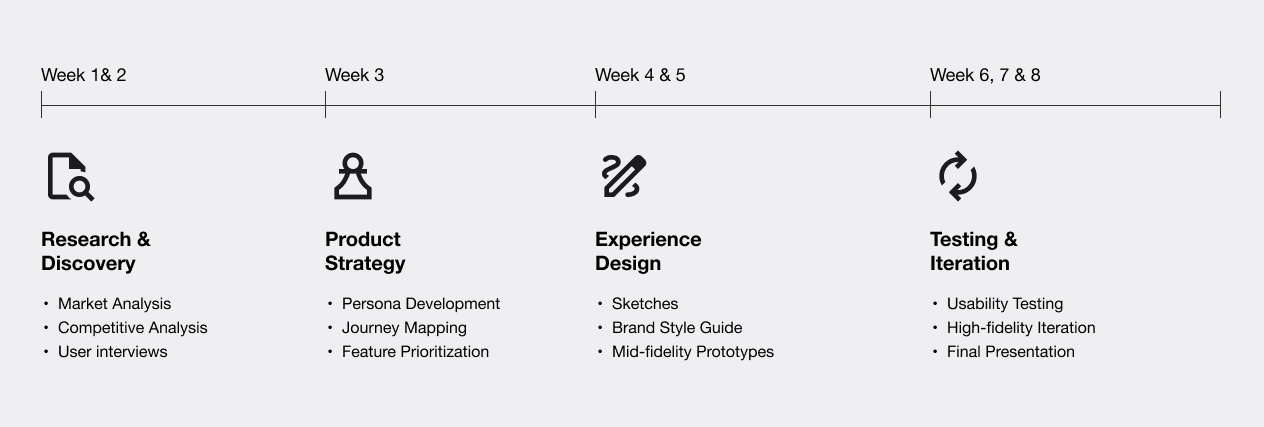 Week 1& 2
Week 3
Week 4 & 5
Week 6, 7 & 8
Research &
Discovery
• Market Analysis
• Competitive Analysis
• User interviews
Product
Strategy
• Persona Development
• Journey Mapping
• Feature Prioritization
Experience
Design
• Sketches
• Brand Style Guide
• Mid-fidelity Prototypes
Testing &
Iteration
• Usability Testing
• High-fidelity Iteration
• Final Presentation